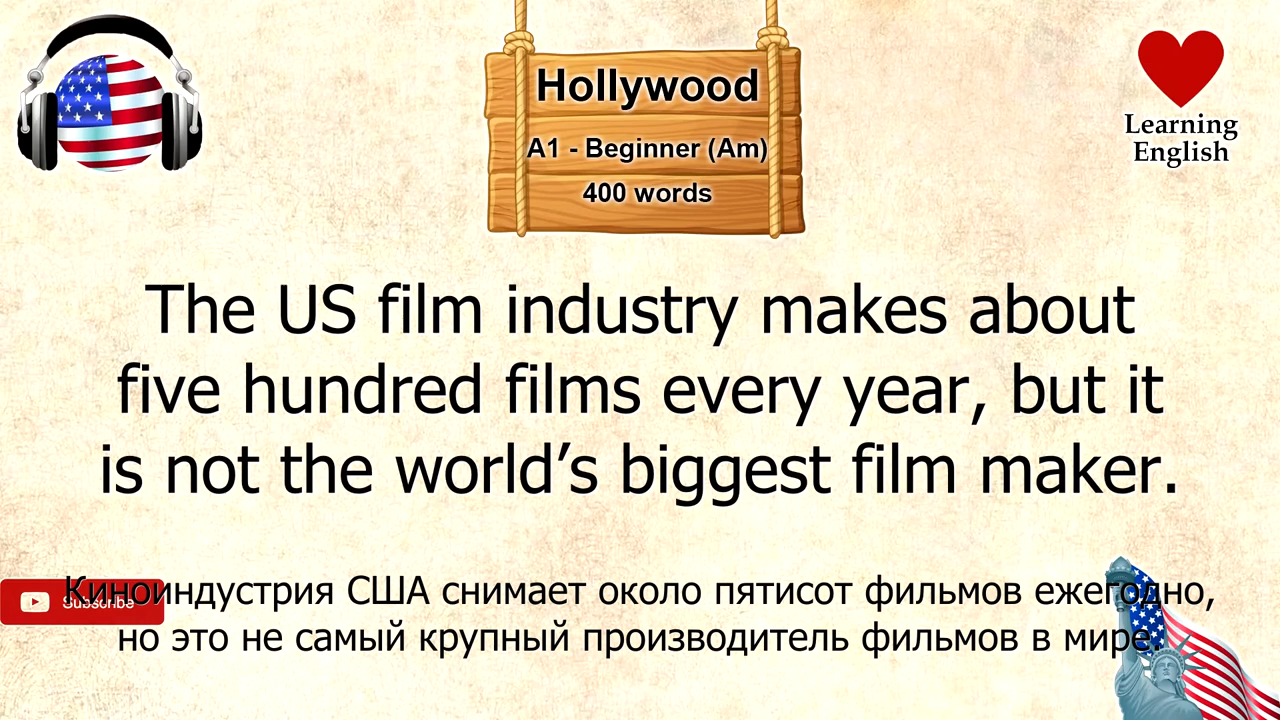 Hollywood
A1 - Beginner (Am)
400 words
Learning
English
The US film industry makes about
five hundred films every year, but it
is not the world’s biggest film maker.
Subscribe
Киноиндустрия США снимает около пятисот фильмов ежегодно,
но это не самый крупный производитель фильмов в мире.